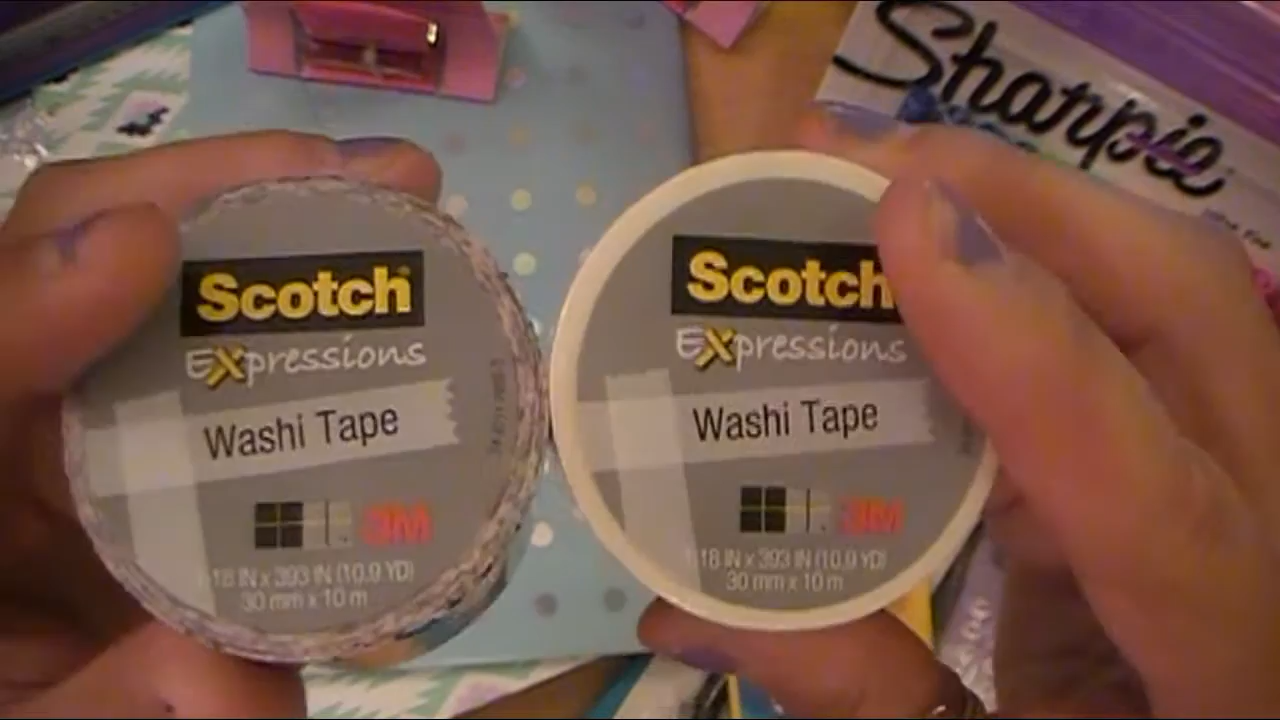 Sharpie
Scotch
EXpressions
Washi Tape
3M
1.18 IN x 393 IN (10.9 YD)
30 mm x 10 m
Scotch
EXpressions
Washi Tape
3M
1.18 IN x 393 IN (10.9 YD)
30 mm x 10 m